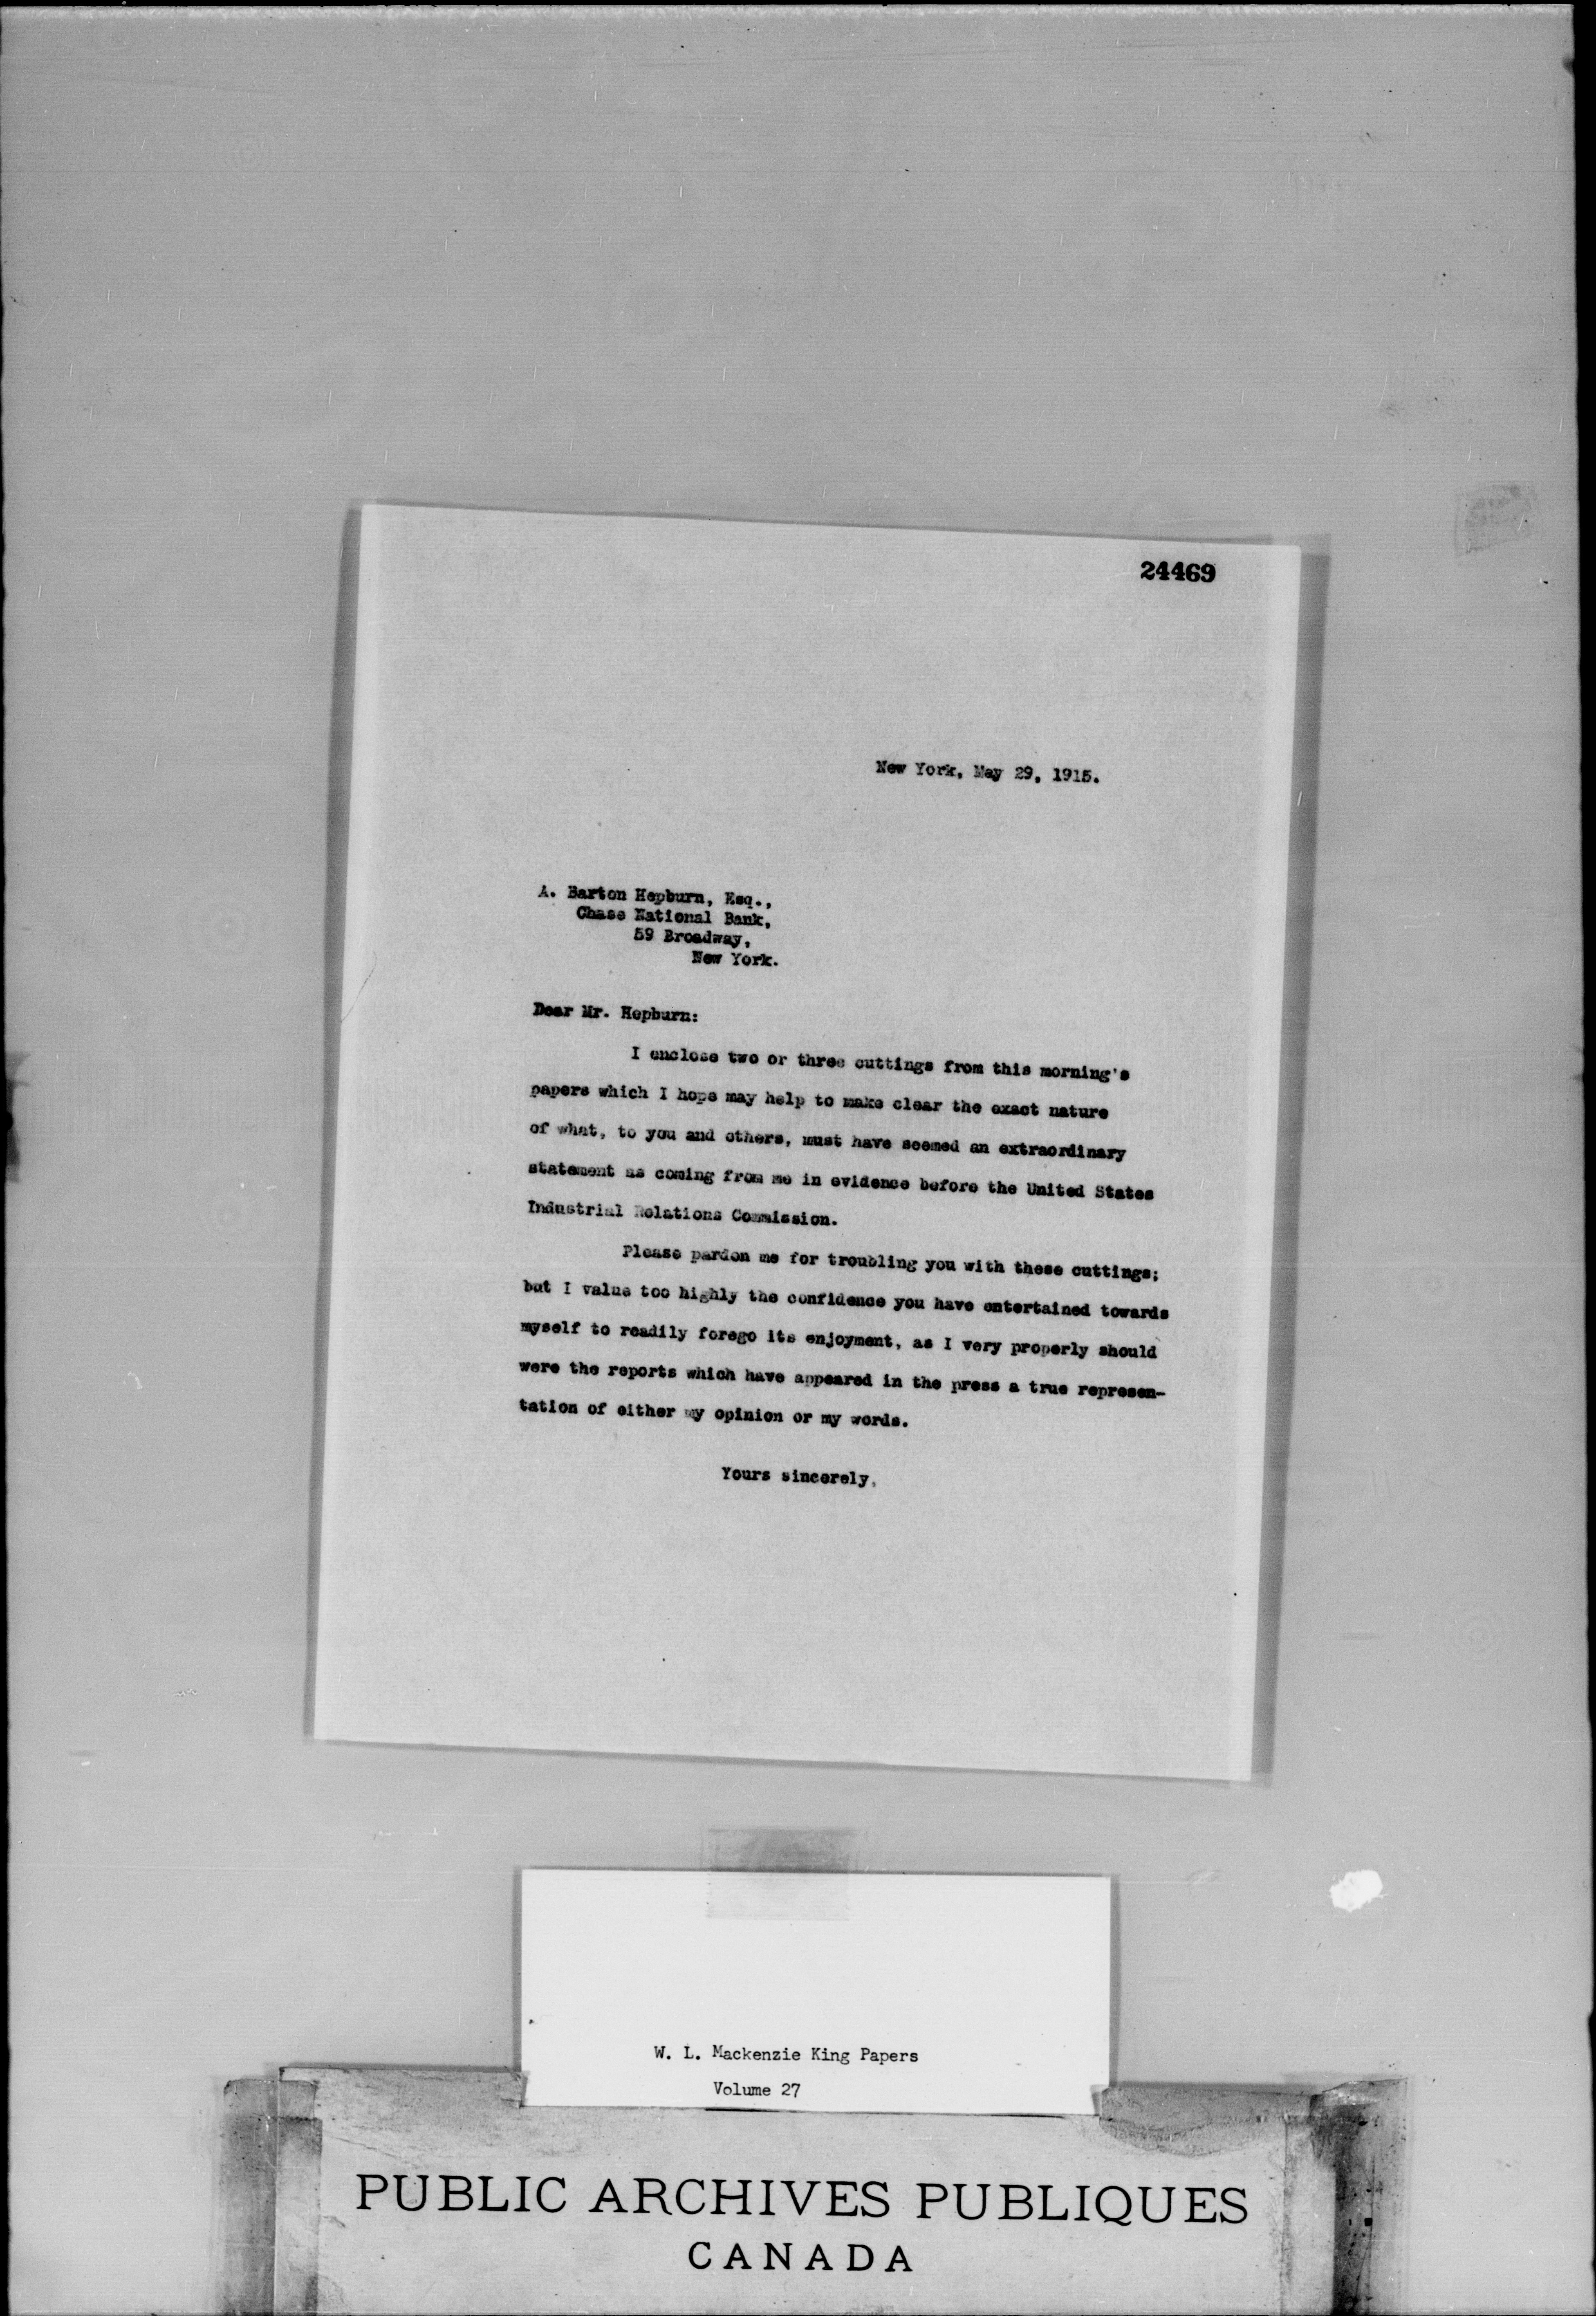 24469
New York, May 29, 1915.
A. Barton Hepburn, Esq.,
Chase National Bank,
59 Broadway,
New York.
Dear Mr. Hepburn:
I enclose two or three cuttings from this morning's
papers which I hope may help to make clear the exact nature
of what, to you and others, must have seemed an extraordinary
statement as coming from me in evidence before the United States
Industrial Relations Commission.
Please pardon me for troubling you with these cuttings;
but I value too highly the confidence you have entertained towards
myself to readily forego its enjoyment, as I very properly should
were the reports which have appeared in the press a true represen-
tation of either my opinion or my words.
Yours sincerely,
W. L. Mackenzie King Papers
Volume 27
PUBLIC ARCHIVES PUBLIQUES
CANADA